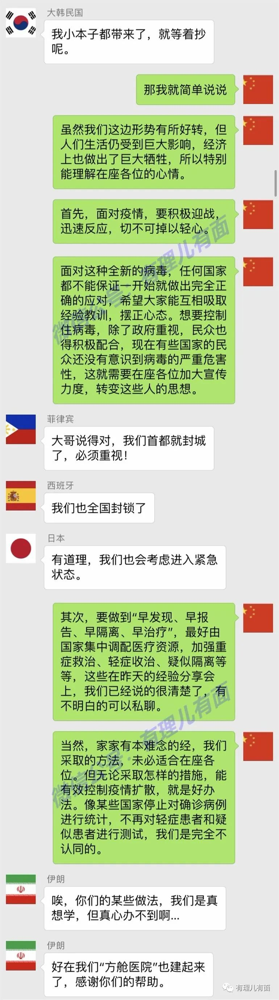 大韩民国
我小本子都带来了，就等着抄
呢。
那我就简单说说
虽然我们这边形势有所好转，但
人们生活仍受到巨大影响，经济
上也做出了巨大牺牲，所以特别
能理解在座各位的心情。
首先，面对疫情，要积极迎战，
迅速反应，切不可掉以轻心。
面对这种全新的病毒，任何国家
都不能保证一开始就做出完全正
确的应对，希望大家能互相吸取
经验教训，摆正心态。想要控制
住病毒，除了政府重视，民众也
得积极配合，现在有些国家的民
众还没有意识到病毒的严重危害
性，这就需要在座各位加大宣传
力度，转变这些人的思想。
微信公众号：有理儿有面
菲律宾
大哥说得对，我们首都就封城
了，必须重视！
西班牙
我们也全国封锁了
日本
有道理，我们也会考虑进入紧急
状态。
其次，要做到“早发现、早报
告、早隔离、早治疗”，最好由
国家集中调配医疗资源，加强重
症救治、轻症收治、疑似隔离等
等，这些在昨天的经验分享会
上，我们已经说的很清楚了，有
不明白的可以私聊。
当然，家家有本难念的经，我们
采取的方法，未必适合在座各
位。但无论采取怎样的措施，能
有效控制疫情扩散，就是好办
法。像某些国家停止对确诊病例
进行统计，不再对轻症患者和疑
似患者进行测试，我们是完全不
认同的。
微信公众号：有理儿有面
伊朗
唉，你们的某些做法，我们是真
想学，但真心办不到啊...
伊朗
好在我们“方舱医院”也建起来
了，感谢你们的帮助。
有理儿有面